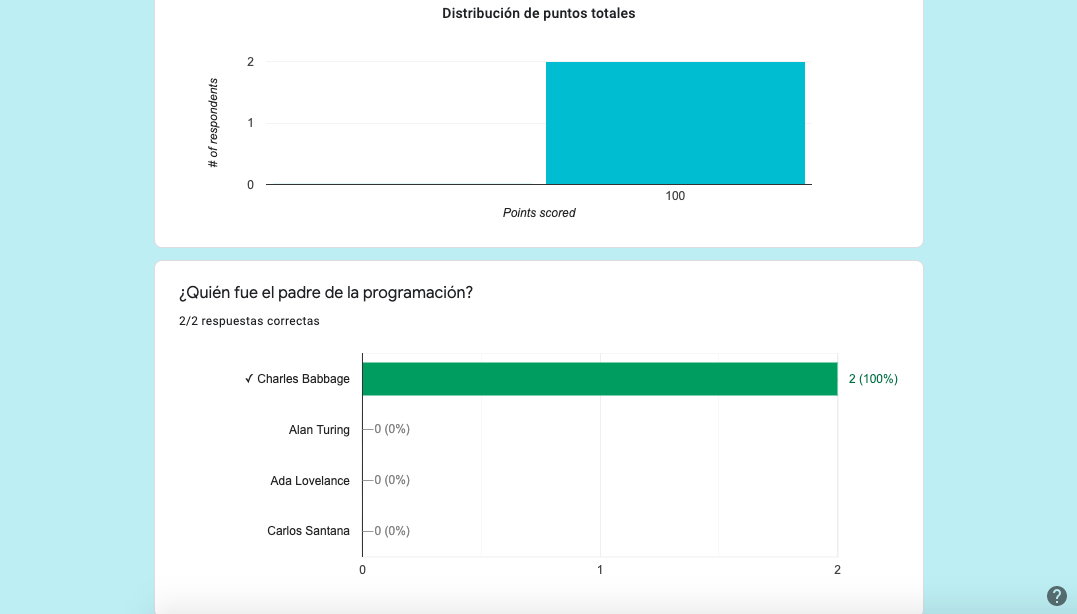 Distribución de puntos totales
2
1
0
# of respondents
100
Points scored
¿Quién fue el padre de la programación?
2/2 respuestas correctas
✓ Charles Babbage
2 (100%)
Alan Turing
0 (0%)
Ada Lovelance
0 (0%)
Carlos Santana
0 (0%)
0
1
2
?